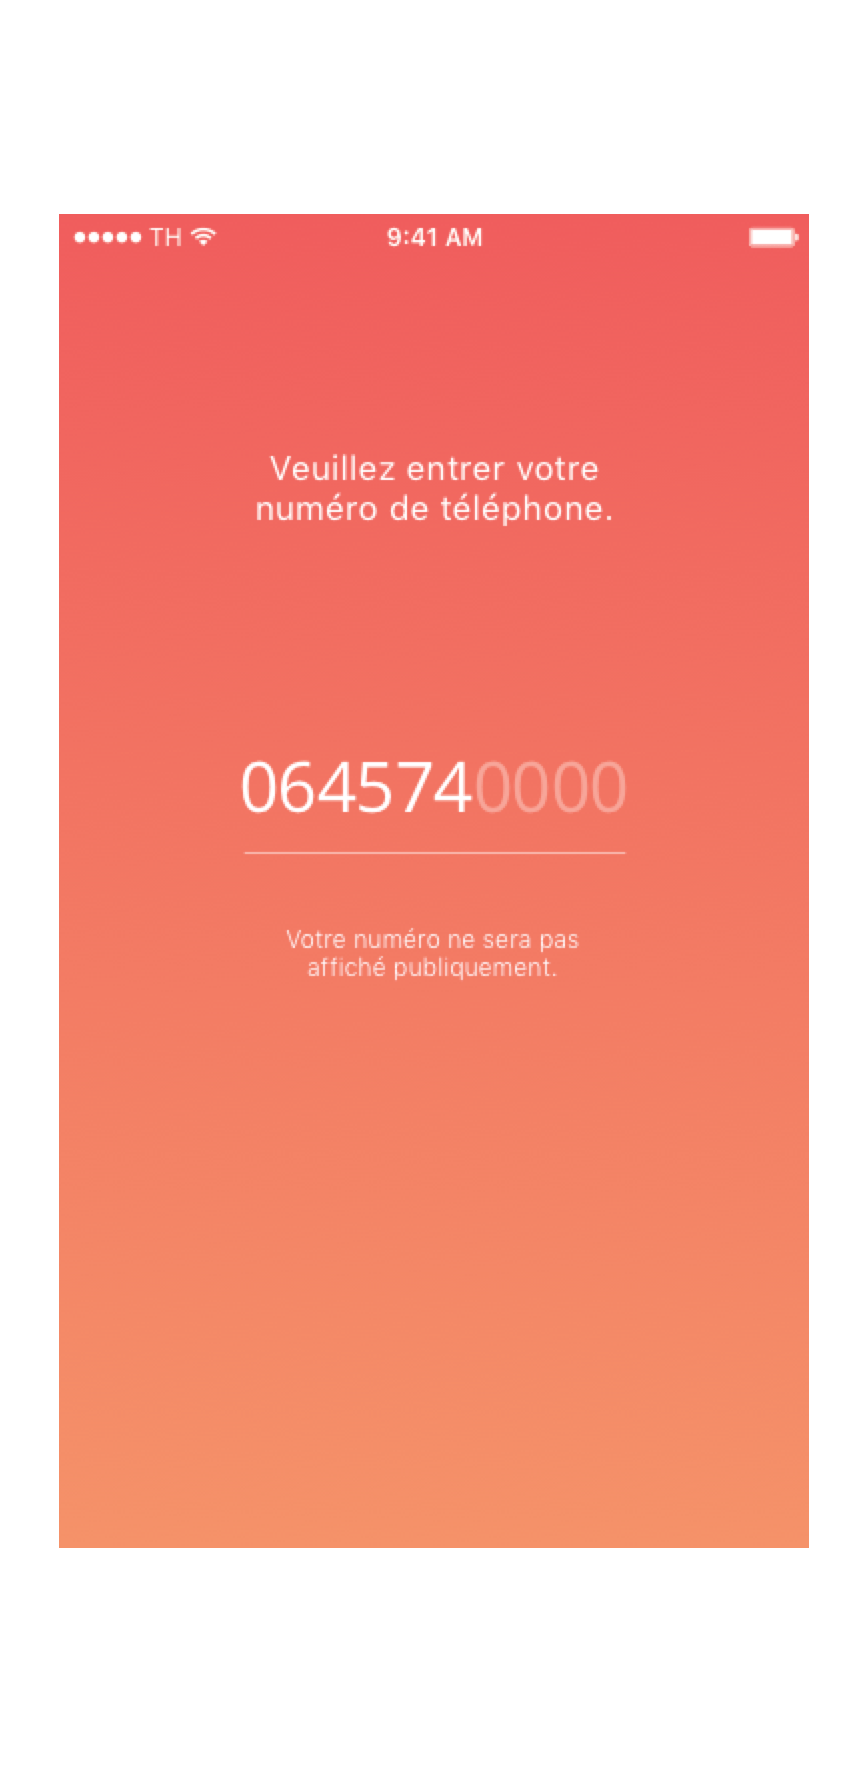 TH
9:41 AM
Veuillez entrer votre
numéro de téléphone.
0645740000
Votre numéro ne sera pas
affiché publiquement.